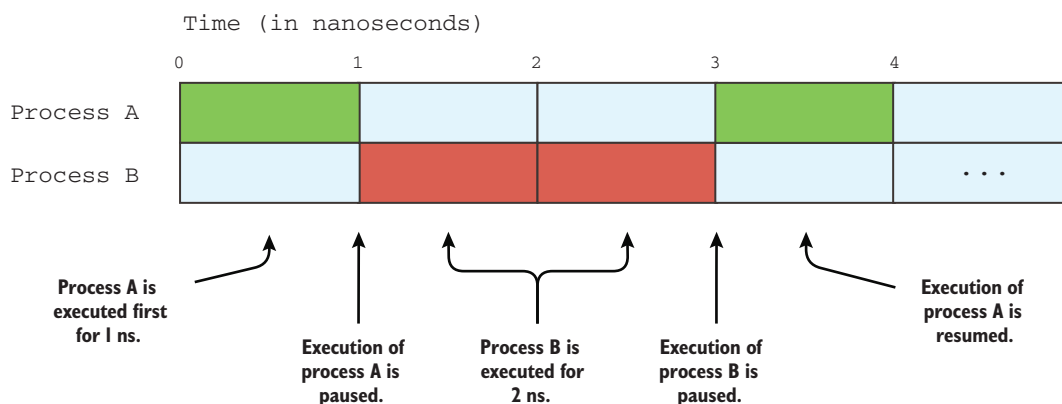 Time (in nanoseconds)
0 1 2 3 4
Process A
Process B
...
Process A is
executed first
for 1 ns.
Execution of
process A is
paused.
Process B is
executed for
2 ns.
Execution of
process B is
paused.
Execution of
process A is
resumed.